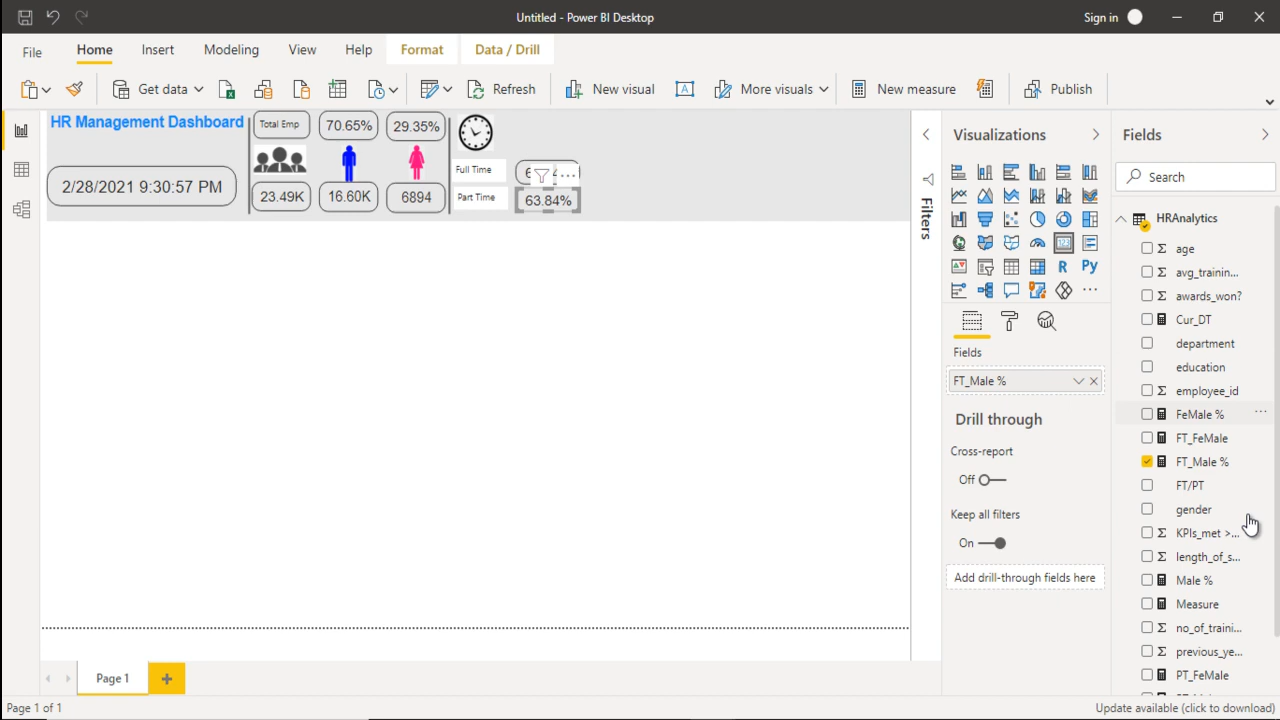 Untitled - Power BI Desktop
Sign in
File
Home
Insert
Modeling
View
Help
Format
Data / Drill
Get data
Refresh
New visual
More visuals
New measure
Publish
HR Management Dashboard
2/28/2021 9:30:57 PM
Total Emp
23.49K
70.65%
16.60K
29.35%
6894
Full Time
Part Time
63.84%
Filters
Visualizations
R
Py
Fields
FT_Male %
Drill through
Cross-report
Off
Keep all filters
On
Add drill-through fields here
Fields
Search
HRAnalytics
age
avg_trainin...
awards_won?
Cur_DT
department
education
employee_id
FeMale %
FT_FeMale
FT_Male %
FT/PT
gender
KPIs_met >...
length_of_s...
Male %
Measure
no_of_traini...
previous_ye...
PT_FeMale
Page 1
Page 1 of 1
Update available (click to download)